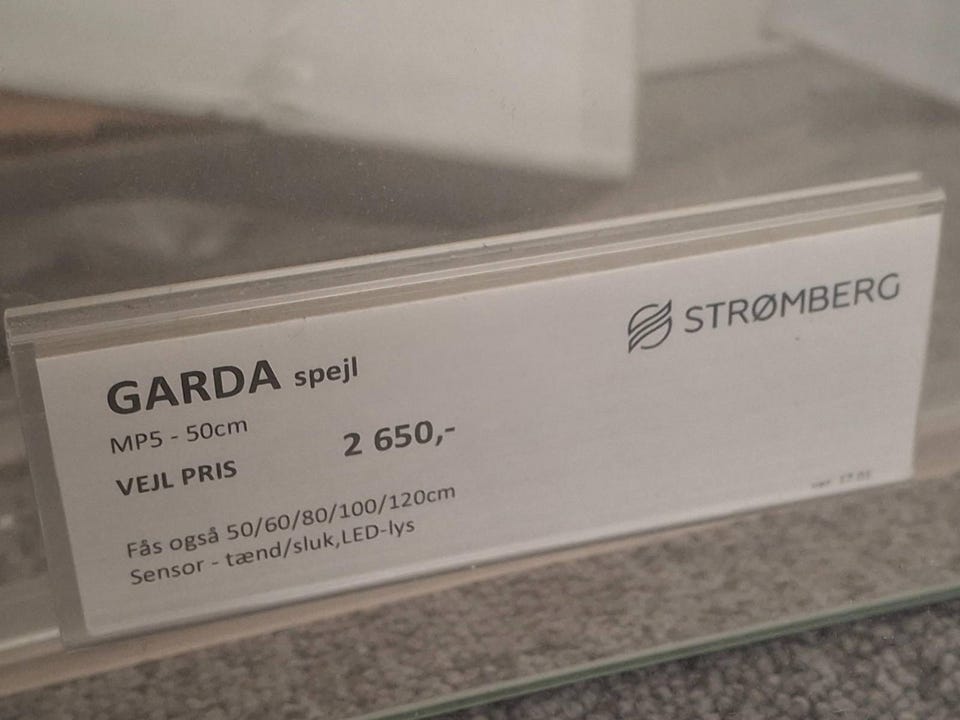 STRØMBERG
GARDA spejl
MP5 - 50cm
VEJL PRIS 2 650,-
Fås også 50/60/80/100/120cm
Sensor - tænd/sluk,LED-lys